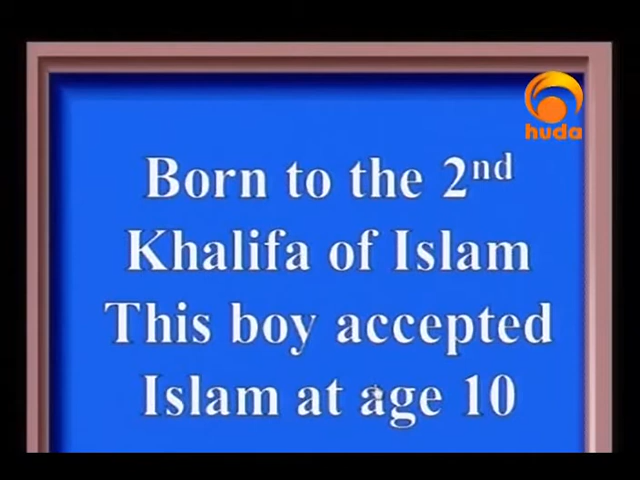 huda
Born to the 2nd
Khalifa of Islam
This boy accepted
Islam at age 10